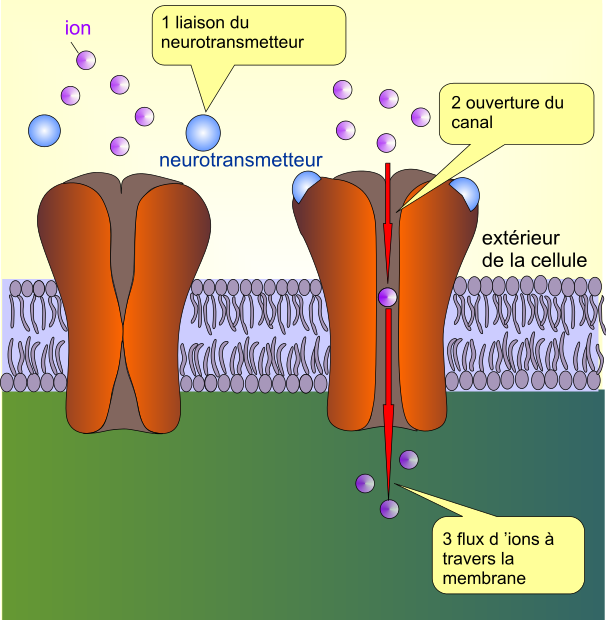 ion
1 liaison du
neurotransmetteur
neurotransmetteur
2 ouverture du
canal
extérieur
de la cellule
3 flux d 'ions à
travers la
membrane